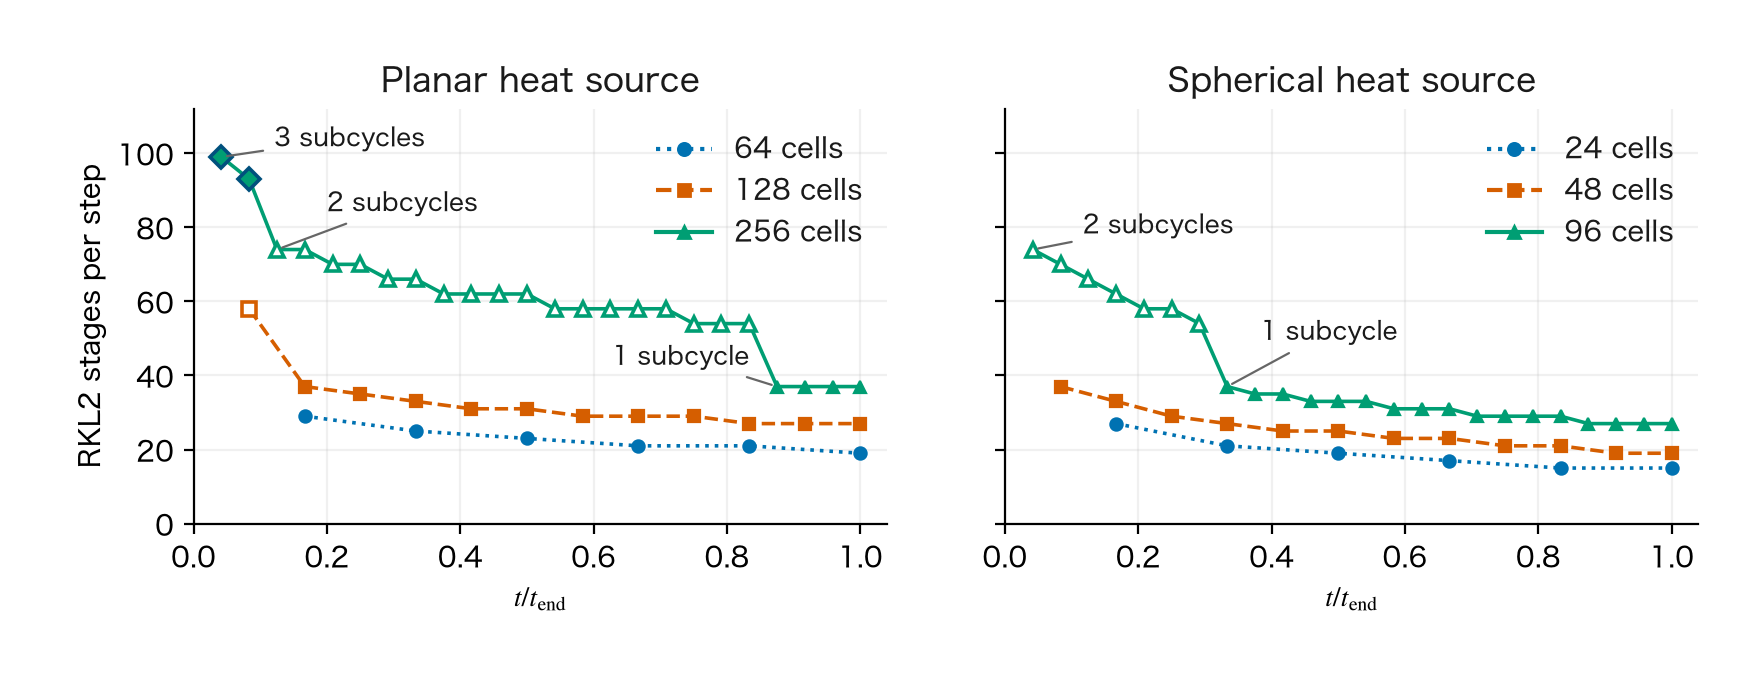 Planar heat source
RKL2 stages per step
100
80
60
40
20
0
0.0 0.2 0.4 0.6 0.8 1.0
t/t_end
3 subcycles
2 subcycles
1 subcycle
64 cells
128 cells
256 cells
Spherical heat source
2 subcycles
1 subcycle
24 cells
48 cells
96 cells
0.0 0.2 0.4 0.6 0.8 1.0
t/t_end